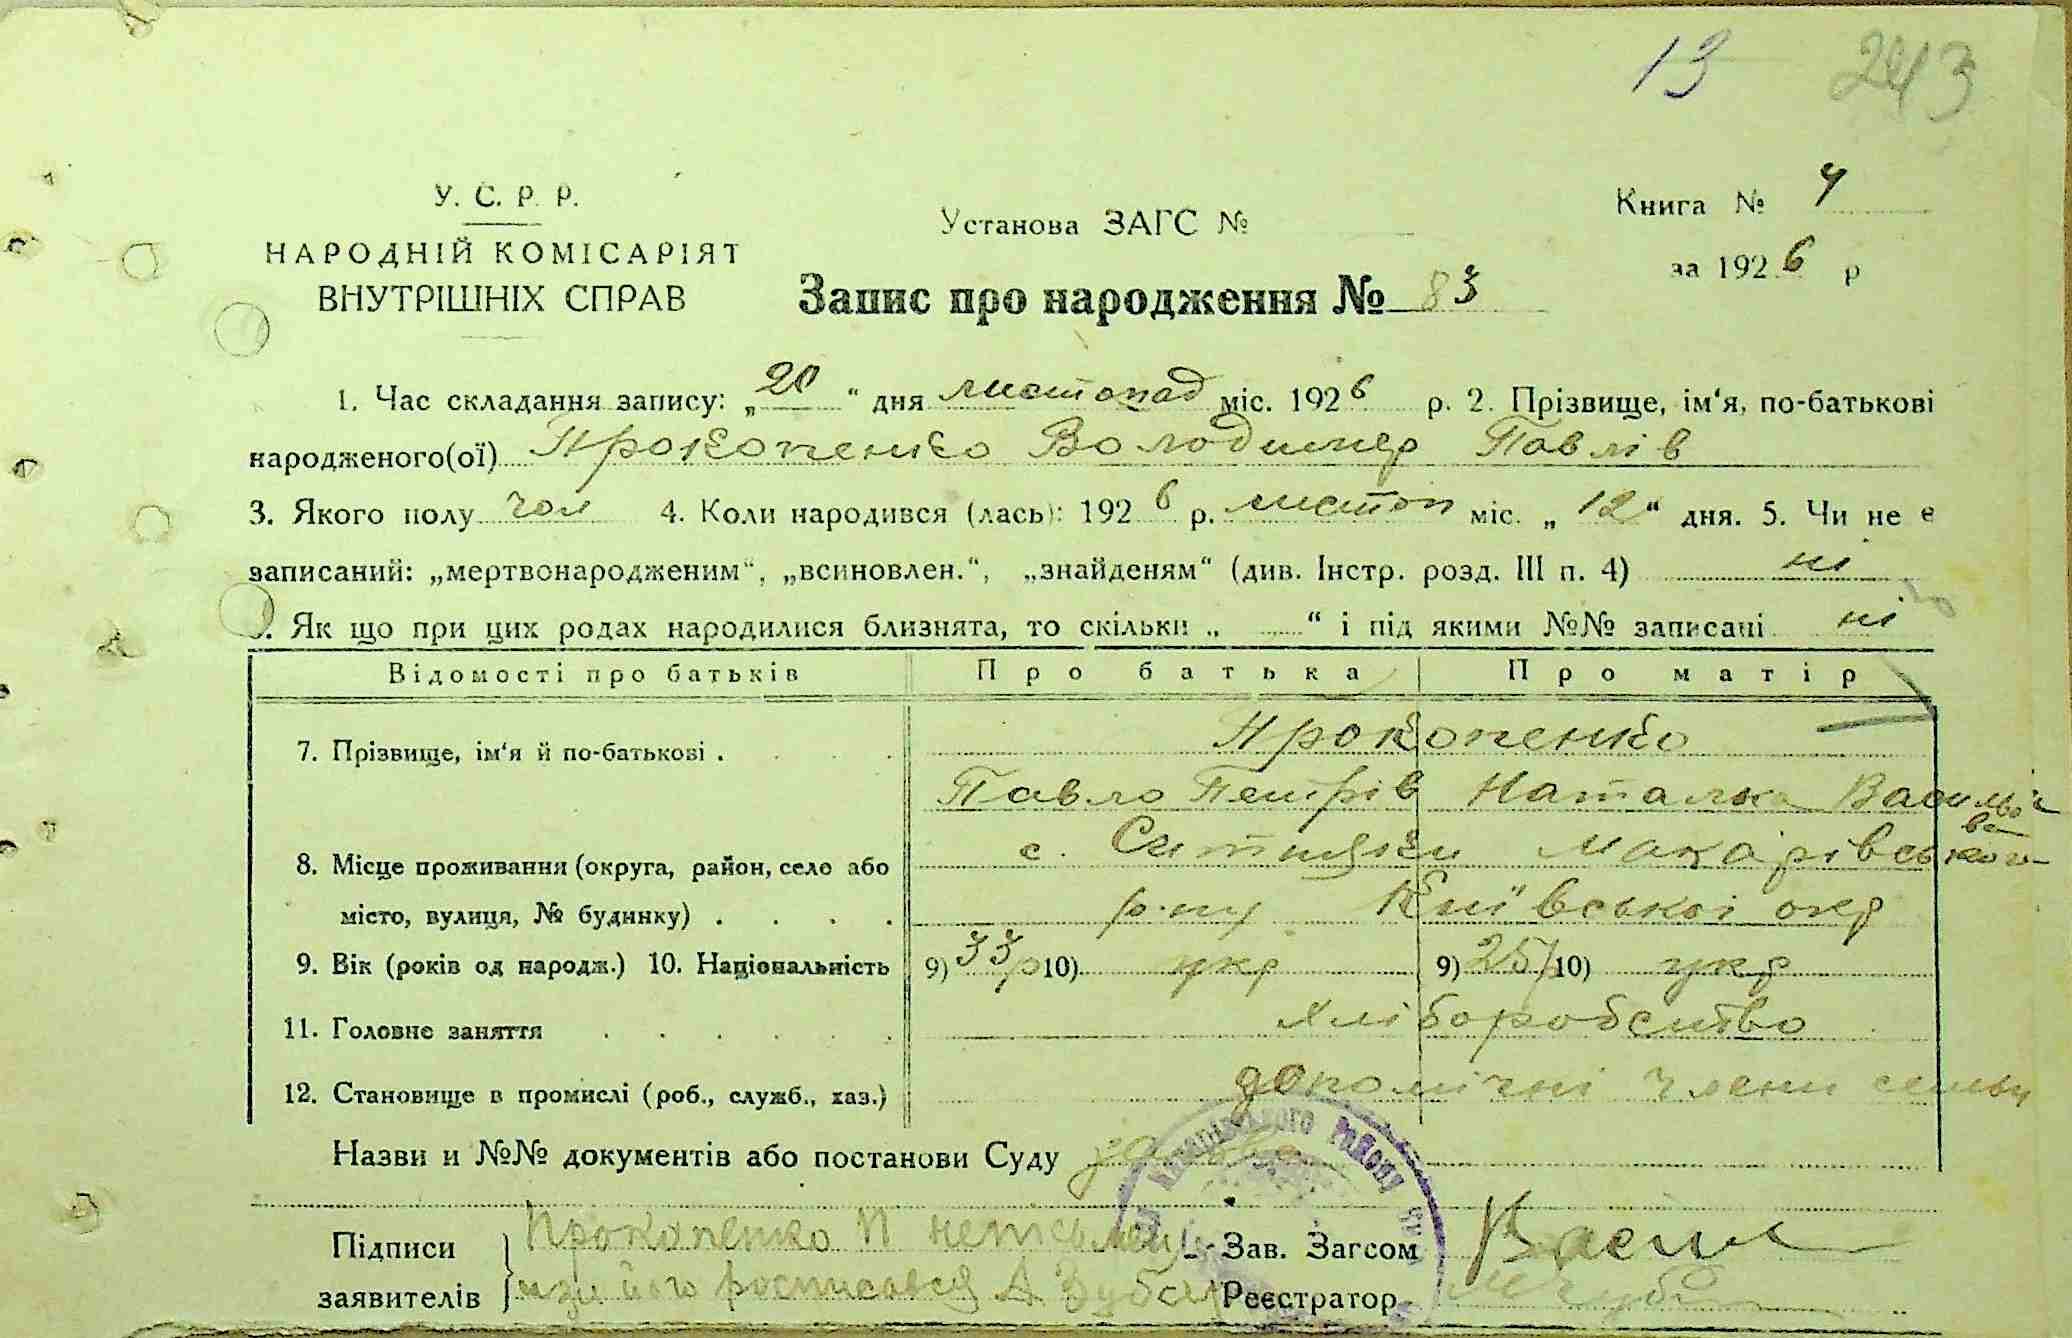 13 243
У. С. Р. Р.
НАРОДНІЙ КОМІСАРІЯТ
ВНУТРІШНІХ СПРАВ
Установа ЗАГС №
Книга № 4
за 1926 р
Запис про народження № 83
1. Час складання запису: „20“ дня листопад міс. 1926 р. 2. Прізвище, ім'я, по-батькові
народженого(ої) Прокопенко Володимер Павлів
3. Якого полу чол 4. Коли народився (лась): 1926 р. листоп міс. „12“ дня. 5. Чи не є
записаний: „мертвонародженим“, „всиновлен.“, „знайденям“ (див. Інстр. розд. III п. 4) ні
Як що при цих родах народилися близнята, то скільки „ “ і під якими №№ записані ні
Відомості про батьків Про батька Про матір
7. Прізвище, ім'я й по-батькові . Прокопенко
Павло Петрів Наталка Васильівна
8. Місце проживання (округа, район, село або с. Ситняки Макарівського
місто, вулиця, № будинку) . . . . р-ну Київської окр
9. Вік (років од народж.) 10. Національність 9) 33 р 10) укр 9) 25 10) укр
11. Головне заняття хліборобство
12. Становище в промислі (роб., служб., хаз.) допомічні члени семьи
Назви и №№ документів або постанови Суду
Підписи заявителів Прокопенко П
його росписався А
Зав. Загсом
Реєстратор